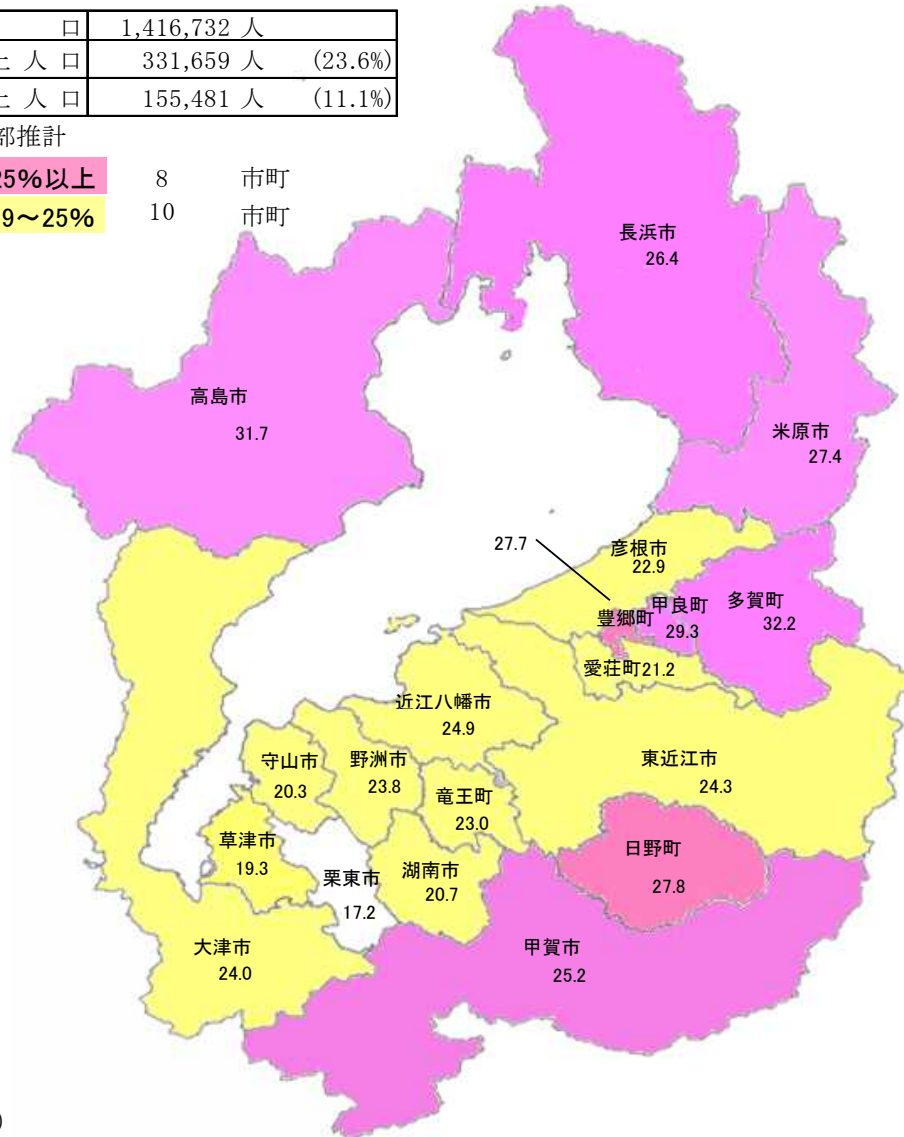 口 1,416,732 人
上 人 口 331,659 人 (23.6%)
上 人 口 155,481 人 (11.1%)
部推計
25%以上 8 市町
9～25% 10 市町
長浜市
26.4
高島市
31.7
米原市
27.4
27.7
彦根市
22.9
豊郷町
甲良町
29.3
多賀町
32.2
愛荘町21.2
近江八幡市
24.9
東近江市
24.3
守山市
20.3
野洲市
23.8
竜王町
23.0
草津市
19.3
栗東市
17.2
湖南市
20.7
日野町
27.8
大津市
24.0
甲賀市
25.2
)